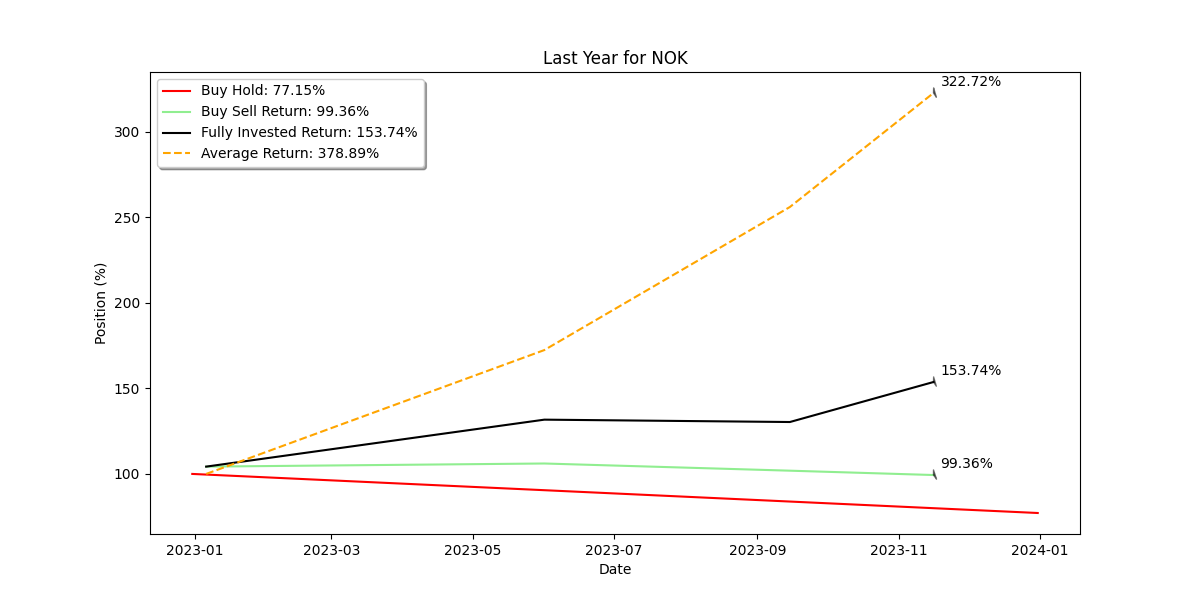 Last Year for NOK
Buy Hold: 77.15%
Buy Sell Return: 99.36%
Fully Invested Return: 153.74%
Average Return: 378.89%
322.72%
153.74%
99.36%
300
250
200
150
100
Position (%)
2023-01 2023-03 2023-05 2023-07 2023-09 2023-11 2024-01
Date